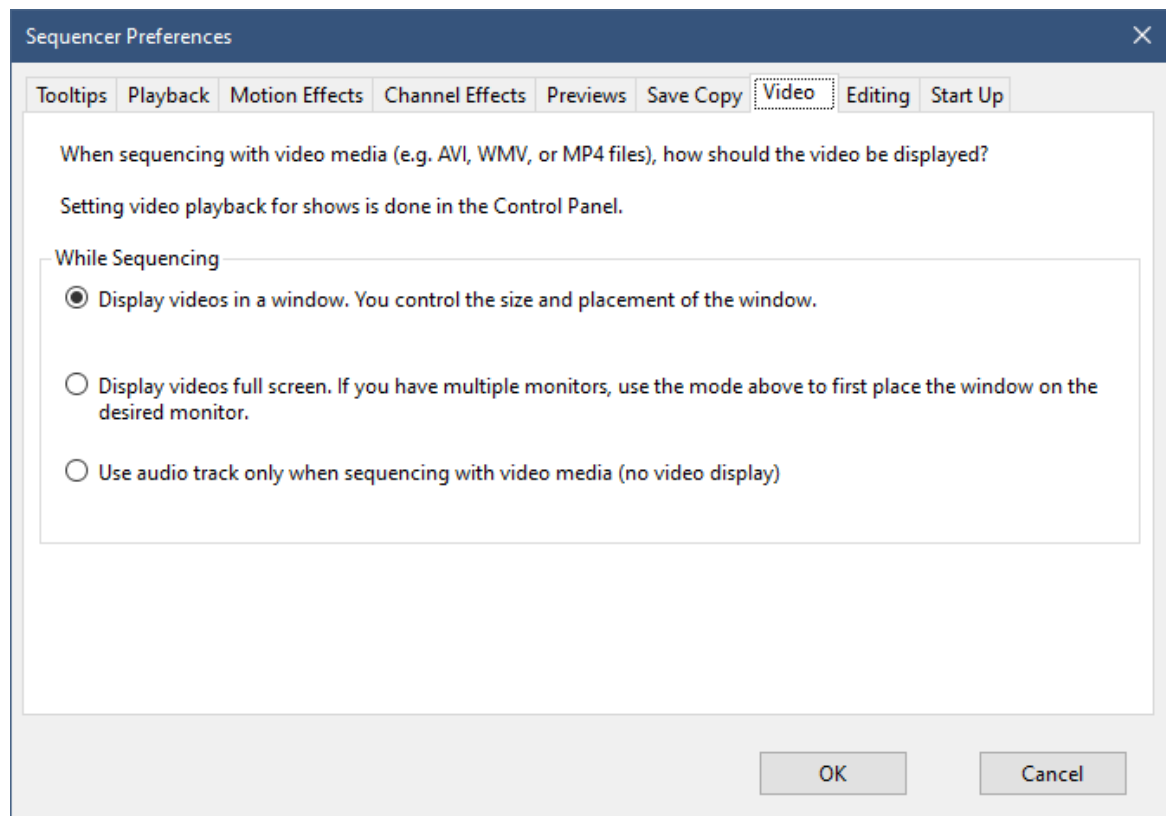 Sequencer Preferences
Tooltips Playback Motion Effects Channel Effects Previews Save Copy Video Editing Start Up
When sequencing with video media (e.g. AVI, WMV, or MP4 files), how should the video be displayed?
Setting video playback for shows is done in the Control Panel.
While Sequencing
Display videos in a window. You control the size and placement of the window.
Display videos full screen. If you have multiple monitors, use the mode above to first place the window on the
desired monitor.
Use audio track only when sequencing with video media (no video display)
OK Cancel